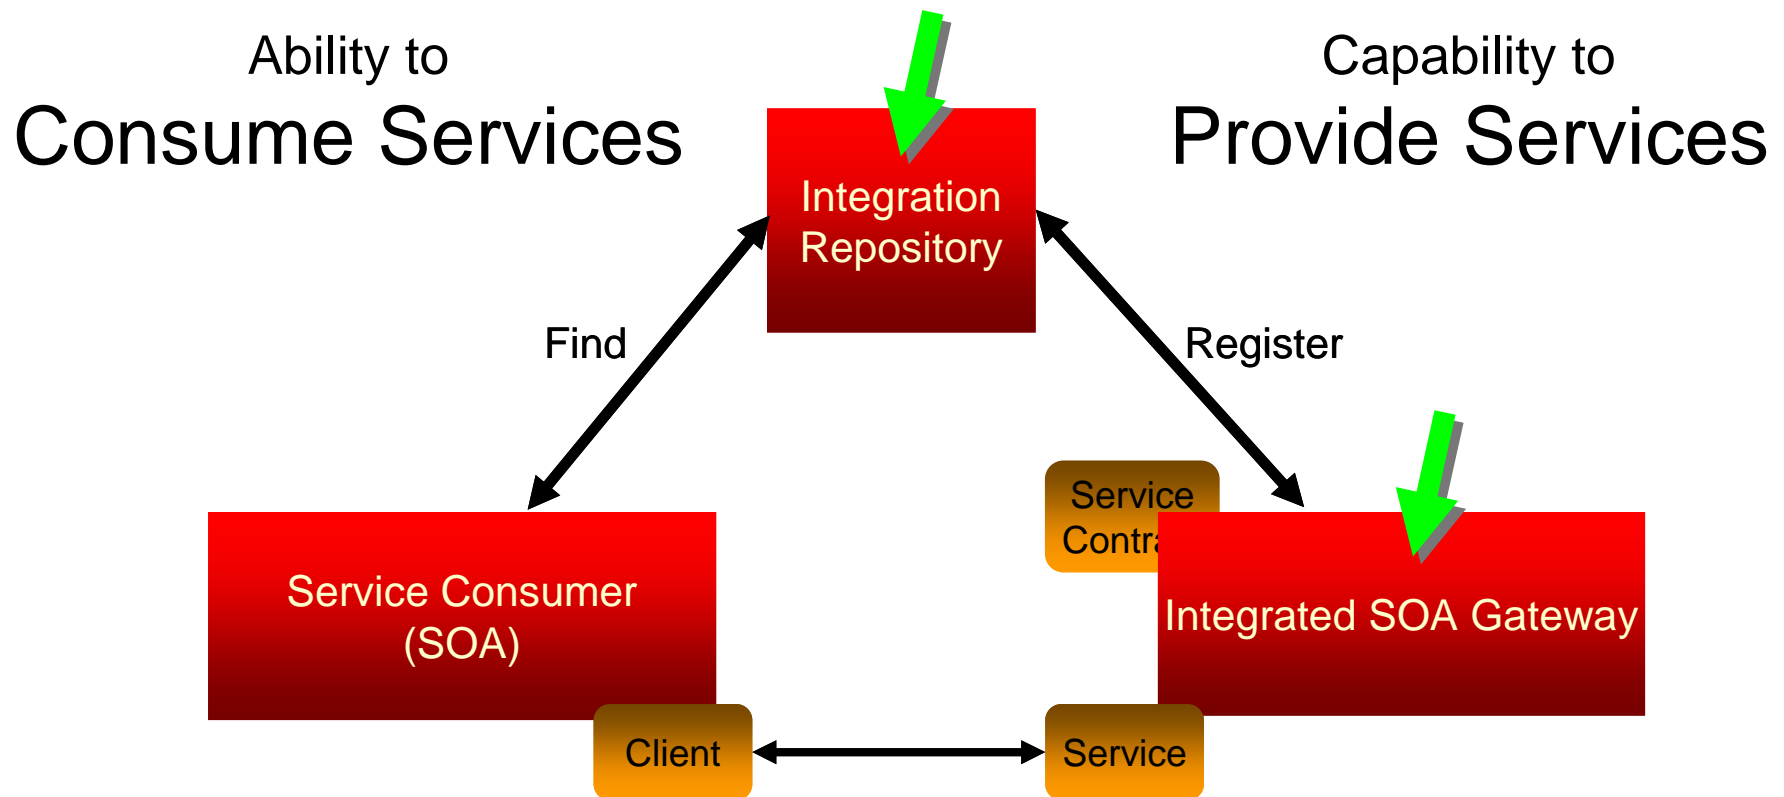 Ability to
Consume Services
Capability to
Provide Services
Integration
Repository
Find
Register
Service
Contra
Service Consumer
(SOA)
Integrated SOA Gateway
Client
Service